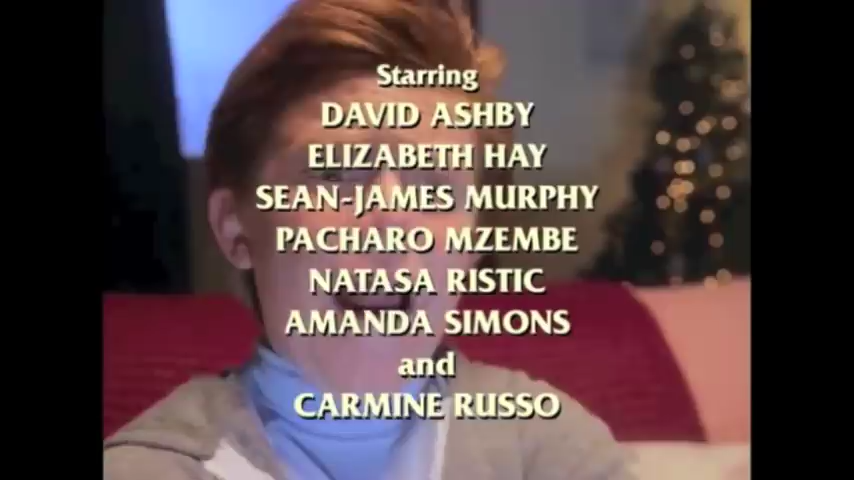 Starring
DAVID ASHBY
ELIZABETH HAY
SEAN-JAMES MURPHY
PACHARO MZEMBE
NATASA RISTIC
AMANDA SIMONS
and
CARMINE RUSSO